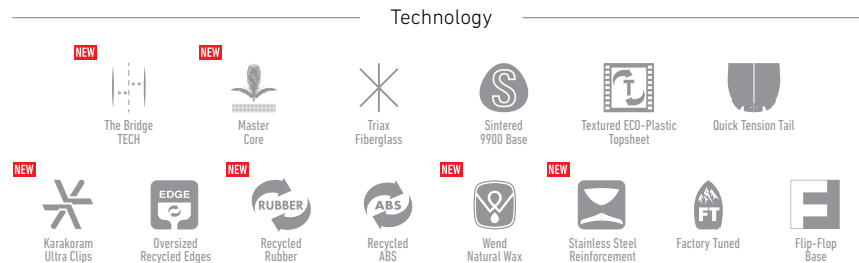 Technology
NEW
NEW
The Bridge
TECH
Master
Core
Triax
Fiberglass
S
Sintered
9900 Base
T
Textured ECO-Plastic
Topsheet
Quick Tension Tail
NEW
Karakoram
Ultra Clips
EDGE
Oversized
Recycled Edges
NEW
RUBBER
Recycled
Rubber
ABS
Recycled
ABS
NEW
Wend
Natural Wax
NEW
Stainless Steel
Reinforcement
FT
Factory Tuned
Flip-Flop
Base